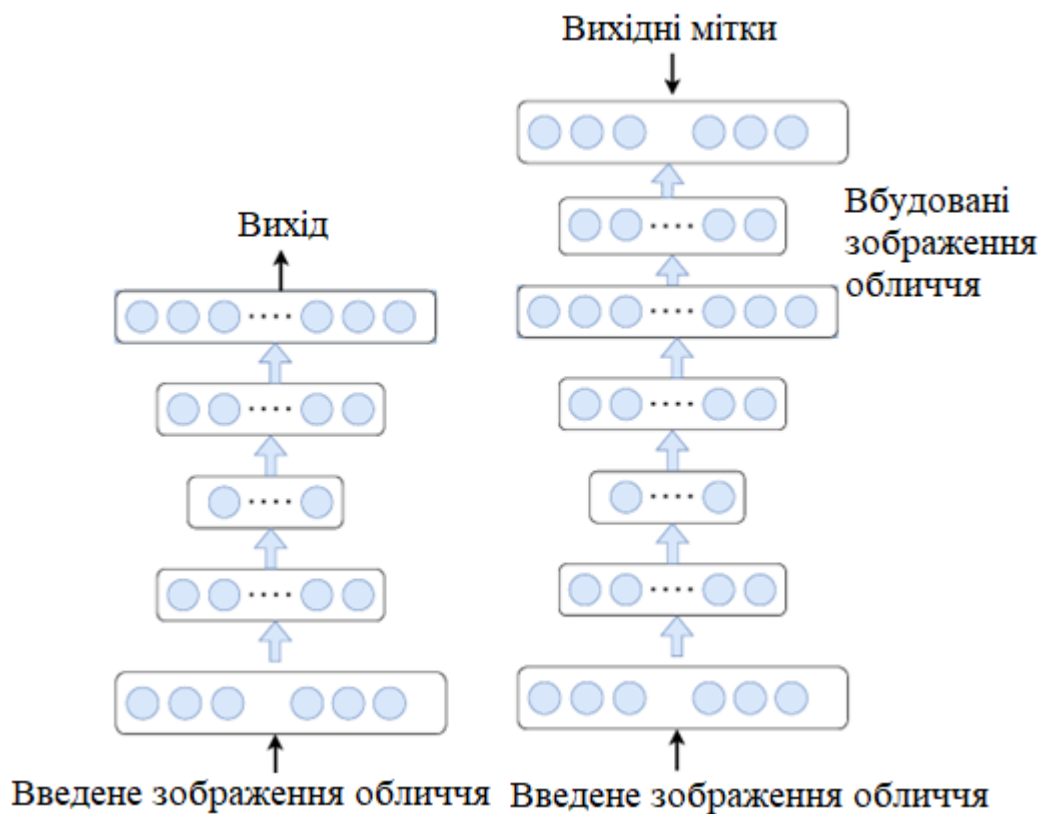 Вихідні мітки
Вихід
Вбудовані
зображення
обличчя
Введене зображення обличчя
Введене зображення обличчя